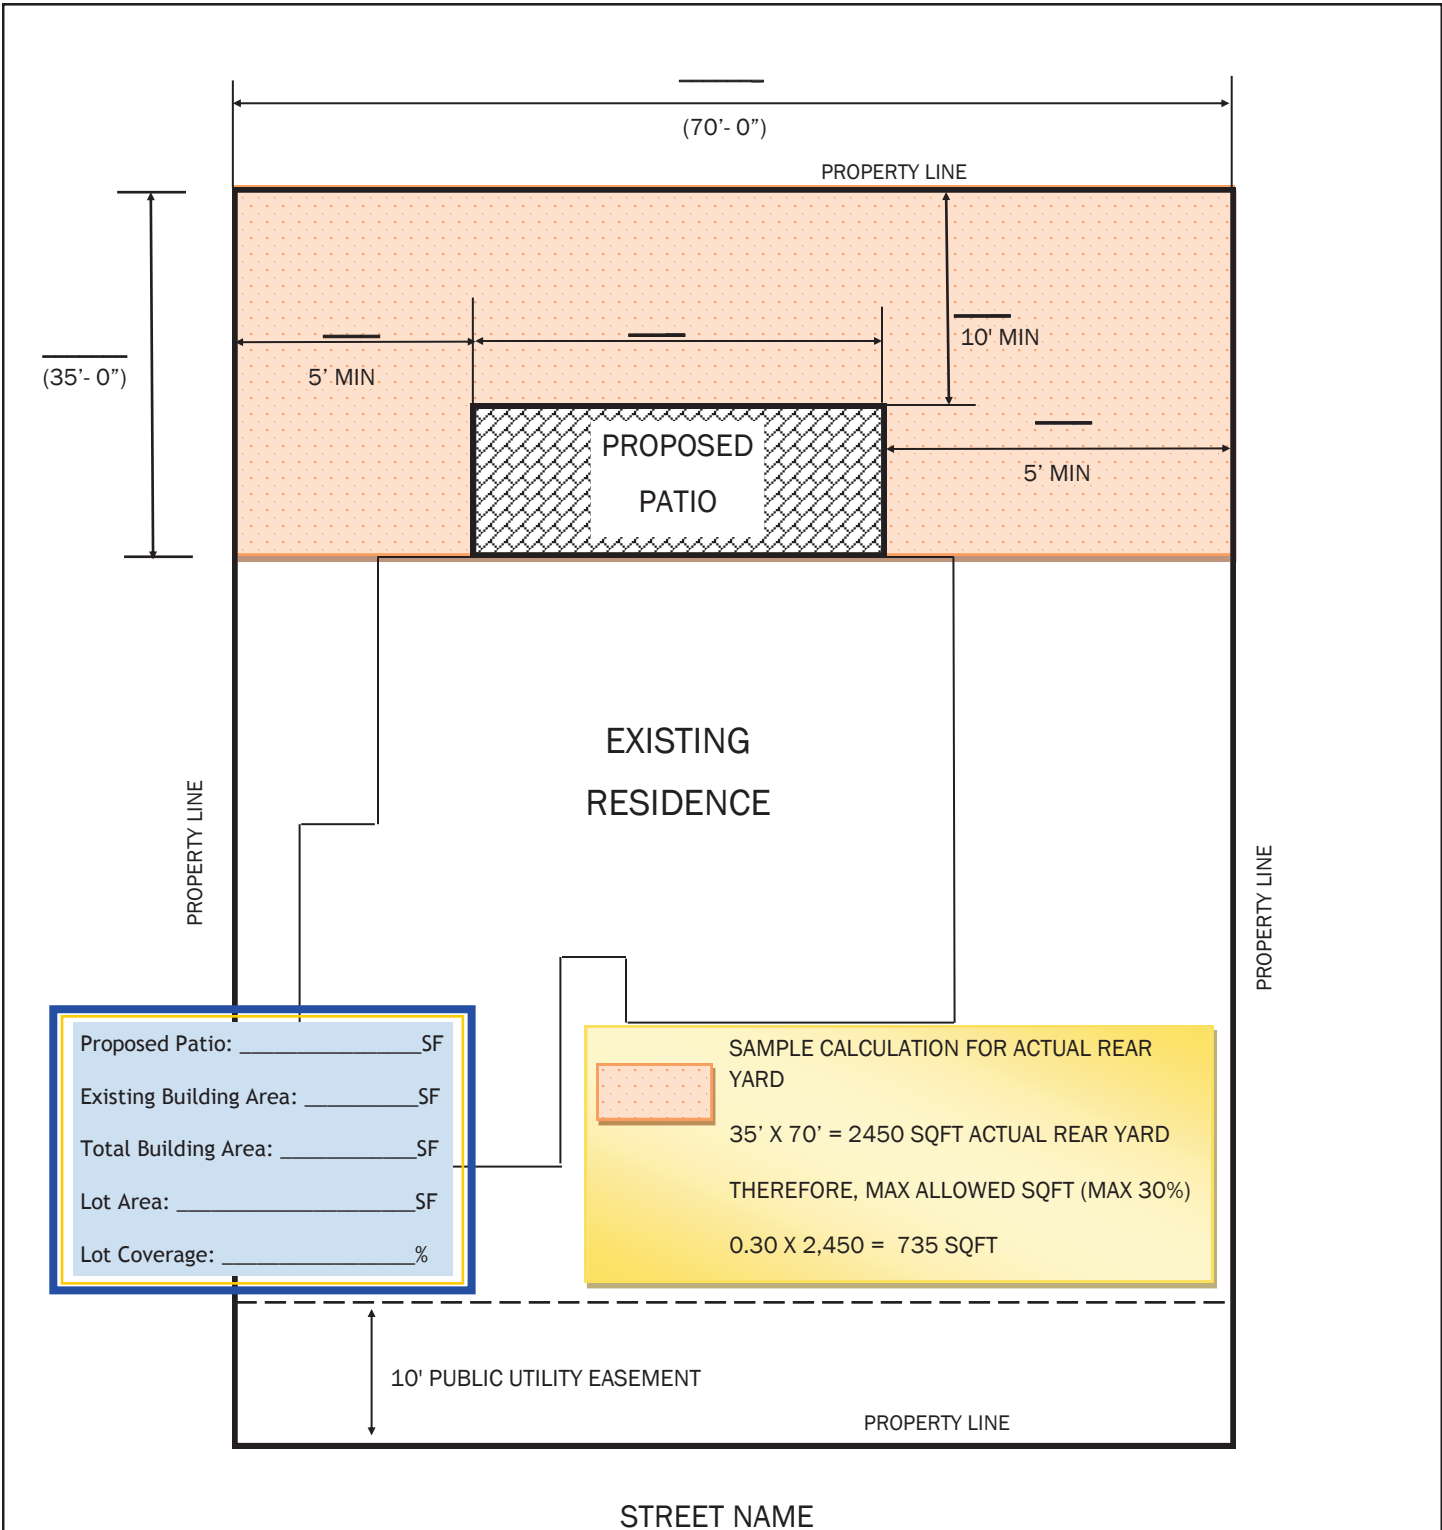 (70'- 0")
PROPERTY LINE
10' MIN
(35'- 0")
5' MIN
PROPOSED
PATIO
5' MIN
EXISTING
RESIDENCE
PROPERTY LINE
PROPERTY LINE
Proposed Patio: ________________SF
Existing Building Area: __________SF
Total Building Area: ____________SF
Lot Area: _____________________SF
Lot Coverage: _________________%
SAMPLE CALCULATION FOR ACTUAL REAR
YARD
35' X 70' = 2450 SQFT ACTUAL REAR YARD
THEREFORE, MAX ALLOWED SQFT (MAX 30%)
0.30 X 2,450 = 735 SQFT
10' PUBLIC UTILITY EASEMENT
PROPERTY LINE
STREET NAME